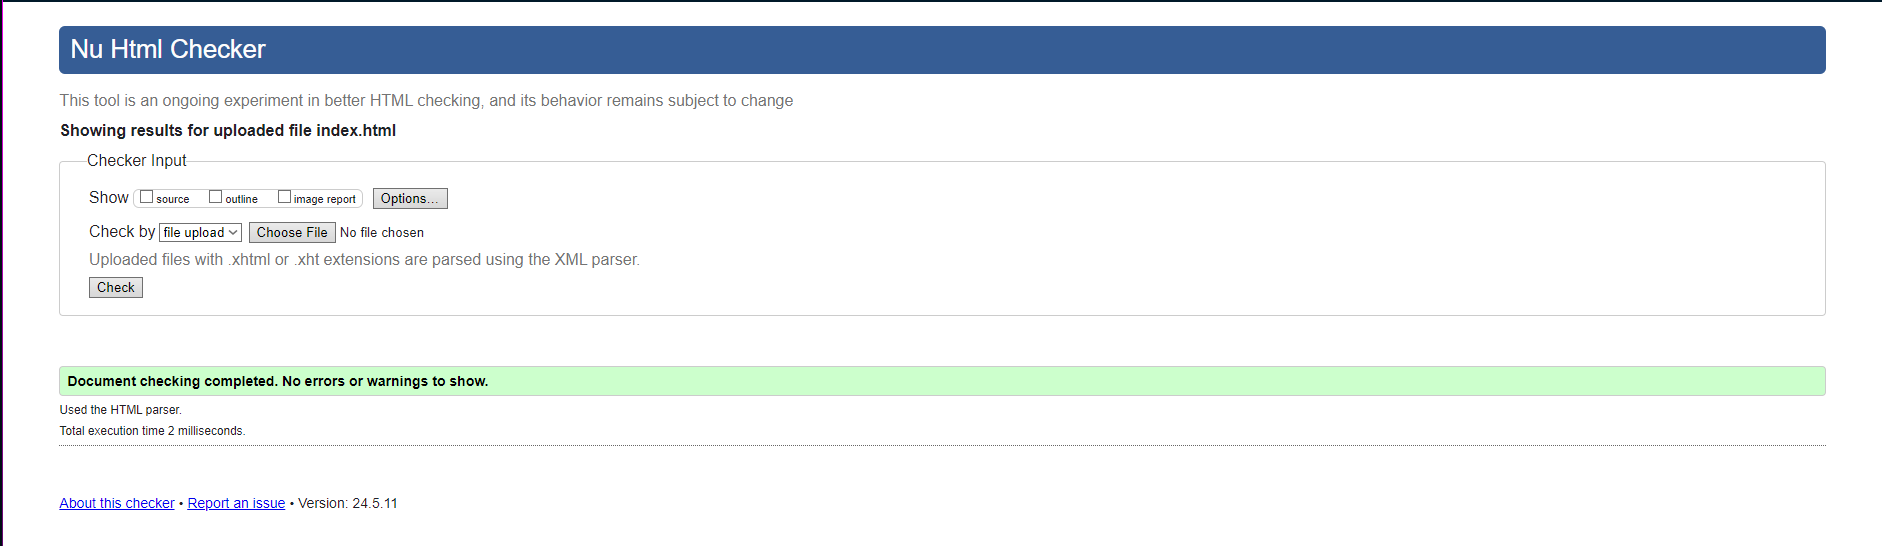 Nu Html Checker
This tool is an ongoing experiment in better HTML checking, and its behavior remains subject to change
Showing results for uploaded file index.html
Checker Input
Show source outline image report Options...
Check by file upload Choose File No file chosen
Uploaded files with .xhtml or .xht extensions are parsed using the XML parser.
Check
Document checking completed. No errors or warnings to show.
Used the HTML parser.
Total execution time 2 milliseconds.
About this checker • Report an issue • Version: 24.5.11